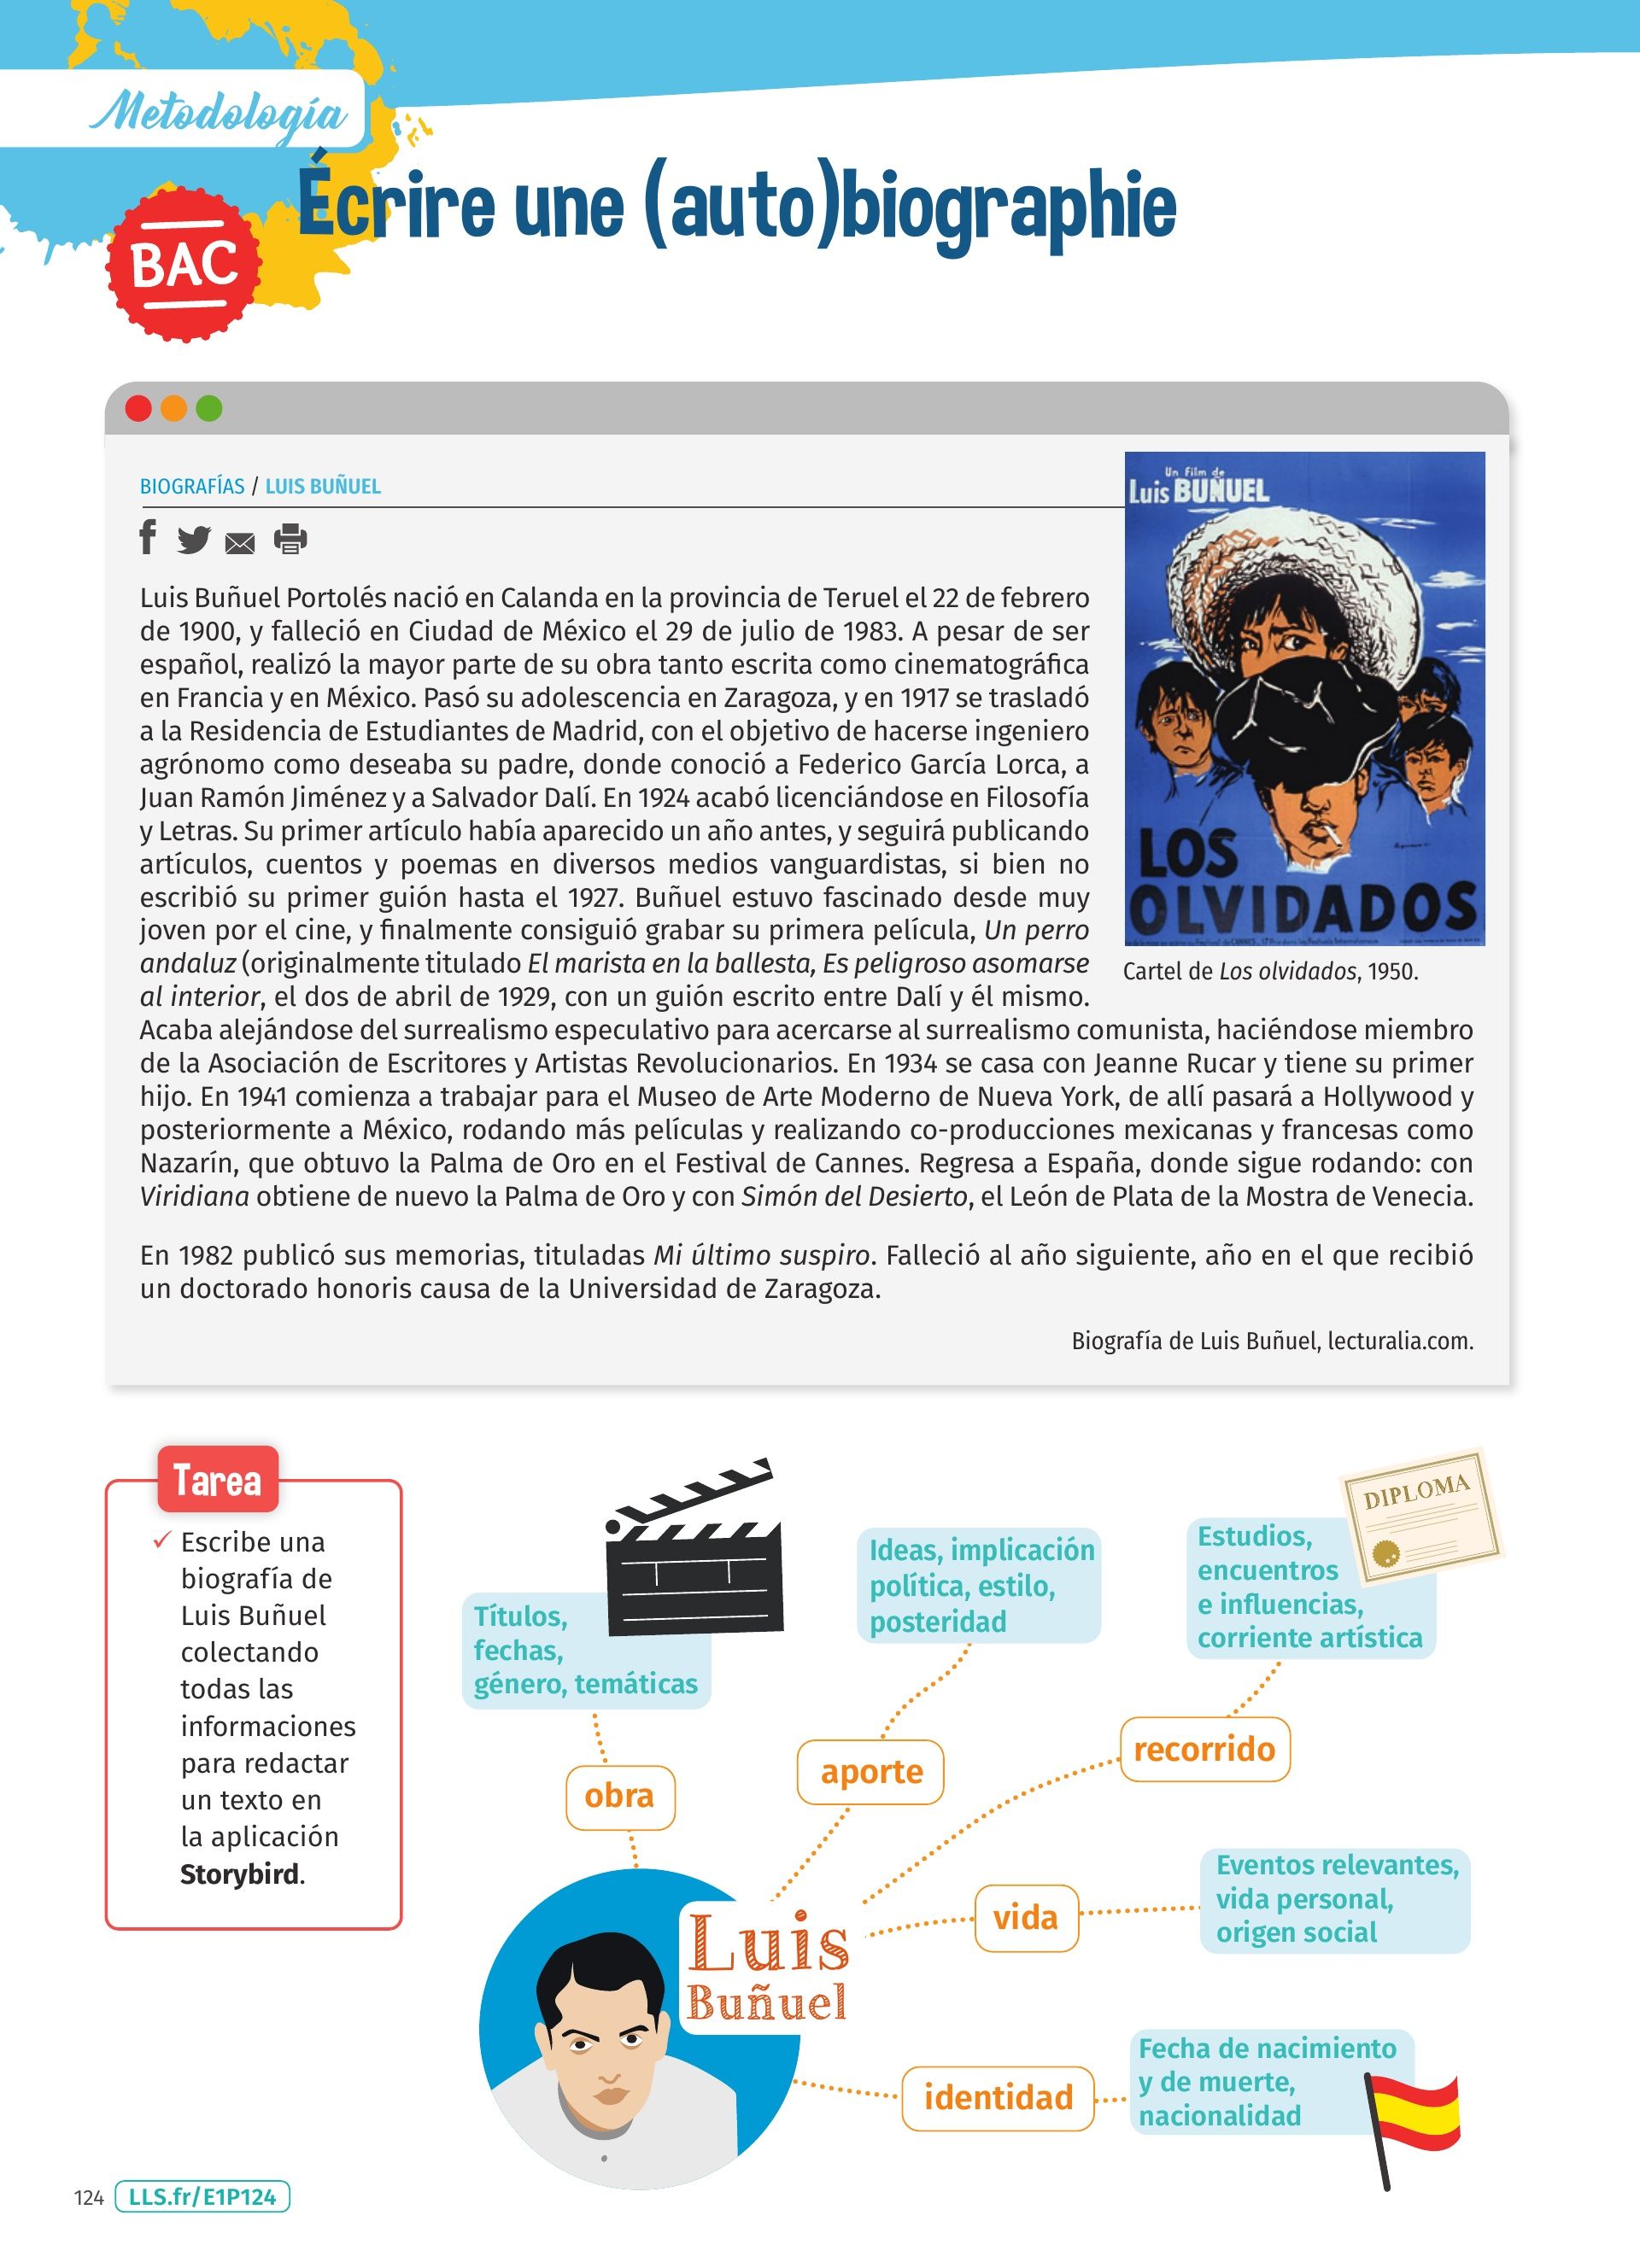 Metodología
BAC
Écrire une (auto)biographie
BIOGRAFÍAS / LUIS BUÑUEL
Un Film de
Luis BUÑUEL
LOS
OLVIDADOS
Cartel de Los olvidados, 1950.
Luis Buñuel Portolés nació en Calanda en la provincia de Teruel el 22 de febrero
de 1900, y falleció en Ciudad de México el 29 de julio de 1983. A pesar de ser
español, realizó la mayor parte de su obra tanto escrita como cinematográfica
en Francia y en México. Pasó su adolescencia en Zaragoza, y en 1917 se trasladó
a la Residencia de Estudiantes de Madrid, con el objetivo de hacerse ingeniero
agrónomo como deseaba su padre, donde conoció a Federico García Lorca, a
Juan Ramón Jiménez y a Salvador Dalí. En 1924 acabó licenciándose en Filosofía
y Letras. Su primer artículo había aparecido un año antes, y seguirá publicando
artículos, cuentos y poemas en diversos medios vanguardistas, si bien no
escribió su primer guión hasta el 1927. Buñuel estuvo fascinado desde muy
joven por el cine, y finalmente consiguió grabar su primera película, Un perro
andaluz (originalmente titulado El marista en la ballesta, Es peligroso asomarse
al interior, el dos de abril de 1929, con un guión escrito entre Dalí y él mismo.
Acaba alejándose del surrealismo especulativo para acercarse al surrealismo comunista, haciéndose miembro
de la Asociación de Escritores y Artistas Revolucionarios. En 1934 se casa con Jeanne Rucar y tiene su primer
hijo. En 1941 comienza a trabajar para el Museo de Arte Moderno de Nueva York, de allí pasará a Hollywood y
posteriormente a México, rodando más películas y realizando co-producciones mexicanas y francesas como
Nazarín, que obtuvo la Palma de Oro en el Festival de Cannes. Regresa a España, donde sigue rodando: con
Viridiana obtiene de nuevo la Palma de Oro y con Simón del Desierto, el León de Plata de la Mostra de Venecia.
En 1982 publicó sus memorias, tituladas Mi último suspiro. Falleció al año siguiente, año en el que recibió
un doctorado honoris causa de la Universidad de Zaragoza.
Biografía de Luis Buñuel, lecturalia.com.
Tarea
✓ Escribe una
biografía de
Luis Buñuel
colectando
todas las
informaciones
para redactar
un texto en
la aplicación
Storybird.
Títulos,
fechas,
género, temáticas
obra
Ideas, implicación
política, estilo,
posteridad
aporte
DIPLOMA
Estudios,
encuentros
e influencias,
corriente artística
recorrido
Eventos relevantes,
vida personal,
origen social
vida
Luis
Buñuel
identidad
Fecha de nacimiento
y de muerte,
nacionalidad
124 LLS.fr/E1P124